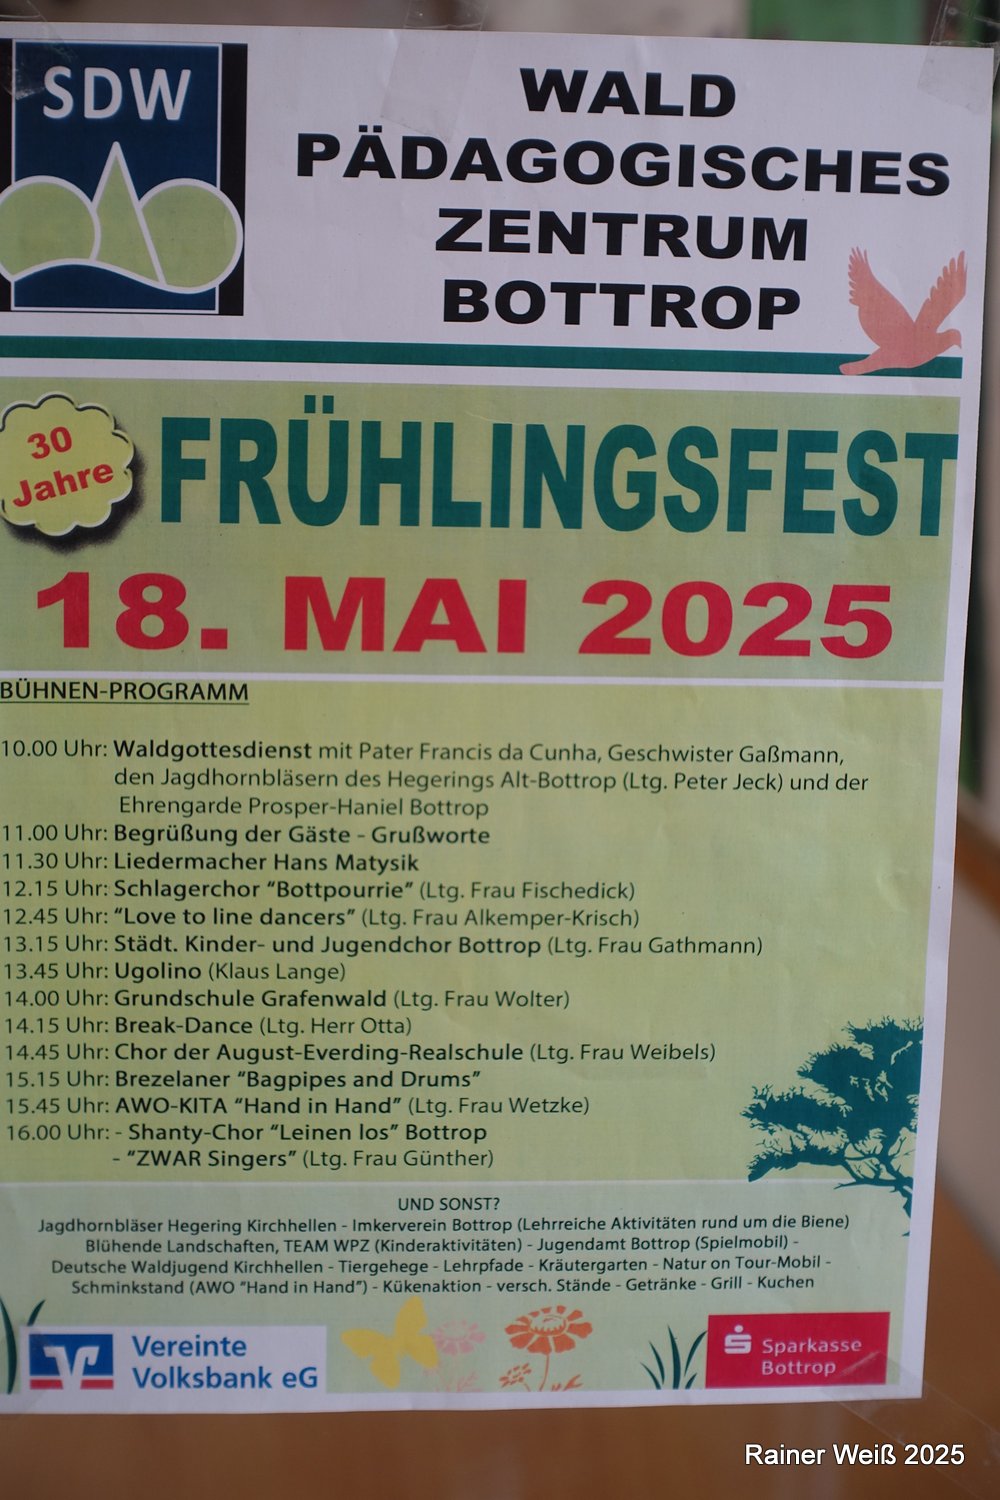 SDW
WALD
PÄDAGOGISCHES
ZENTRUM
BOTTROP
30
Jahre
FRÜHLINGSFEST
18. MAI 2025
BÜHNEN-PROGRAMM
10.00 Uhr: Waldgottesdienst mit Pater Francis da Cunha, Geschwister Gaßmann,
den Jagdhornbläsern des Hegerings Alt-Bottrop (Ltg. Peter Jeck) und der
Ehrengarde Prosper-Haniel Bottrop
11.00 Uhr: Begrüßung der Gäste - Grußworte
11.30 Uhr: Liedermacher Hans Matysik
12.15 Uhr: Schlagerchor “Bottpourrie” (Ltg. Frau Fischedick)
12.45 Uhr: “Love to line dancers” (Ltg. Frau Alkemper-Krisch)
13.15 Uhr: Städt. Kinder- und Jugendchor Bottrop (Ltg. Frau Gathmann)
13.45 Uhr: Ugolino (Klaus Lange)
14.00 Uhr: Grundschule Grafenwald (Ltg. Frau Wolter)
14.15 Uhr: Break-Dance (Ltg. Herr Otta)
14.45 Uhr: Chor der August-Everding-Realschule (Ltg. Frau Weibels)
15.15 Uhr: Brezelaner “Bagpipes and Drums”
15.45 Uhr: AWO-KITA “Hand in Hand” (Ltg. Frau Wetzke)
16.00 Uhr: - Shanty-Chor “Leinen los” Bottrop
- “ZWAR Singers” (Ltg. Frau Günther)
UND SONST?
Jagdhornbläser Hegering Kirchhellen - Imkerverein Bottrop (Lehrreiche Aktivitäten rund um die Biene)
Blühende Landschaften, TEAM WPZ (Kinderaktivitäten) - Jugendamt Bottrop (Spielmobil) -
Deutsche Waldjugend Kirchhellen - Tiergehege - Lehrpfade - Kräutergarten - Natur on Tour-Mobil -
Schminkstand (AWO “Hand in Hand”) - Kükenaktion - versch. Stände - Getränke - Grill - Kuchen
Vereinte
Volksbank eG
Sparkasse
Bottrop
Rainer Weiß 2025